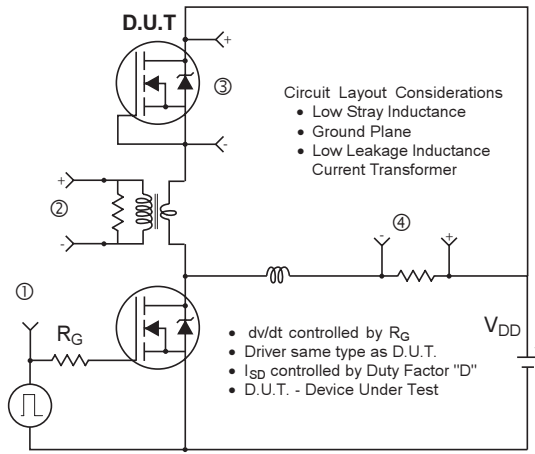 D.U.T
+
③
-
Circuit Layout Considerations
• Low Stray Inductance
• Ground Plane
• Low Leakage Inductance
Current Transformer
+
②
-
④
-
+
①
RG
VDD
• dv/dt controlled by RG
• Driver same type as D.U.T.
• ISD controlled by Duty Factor "D"
• D.U.T. - Device Under Test